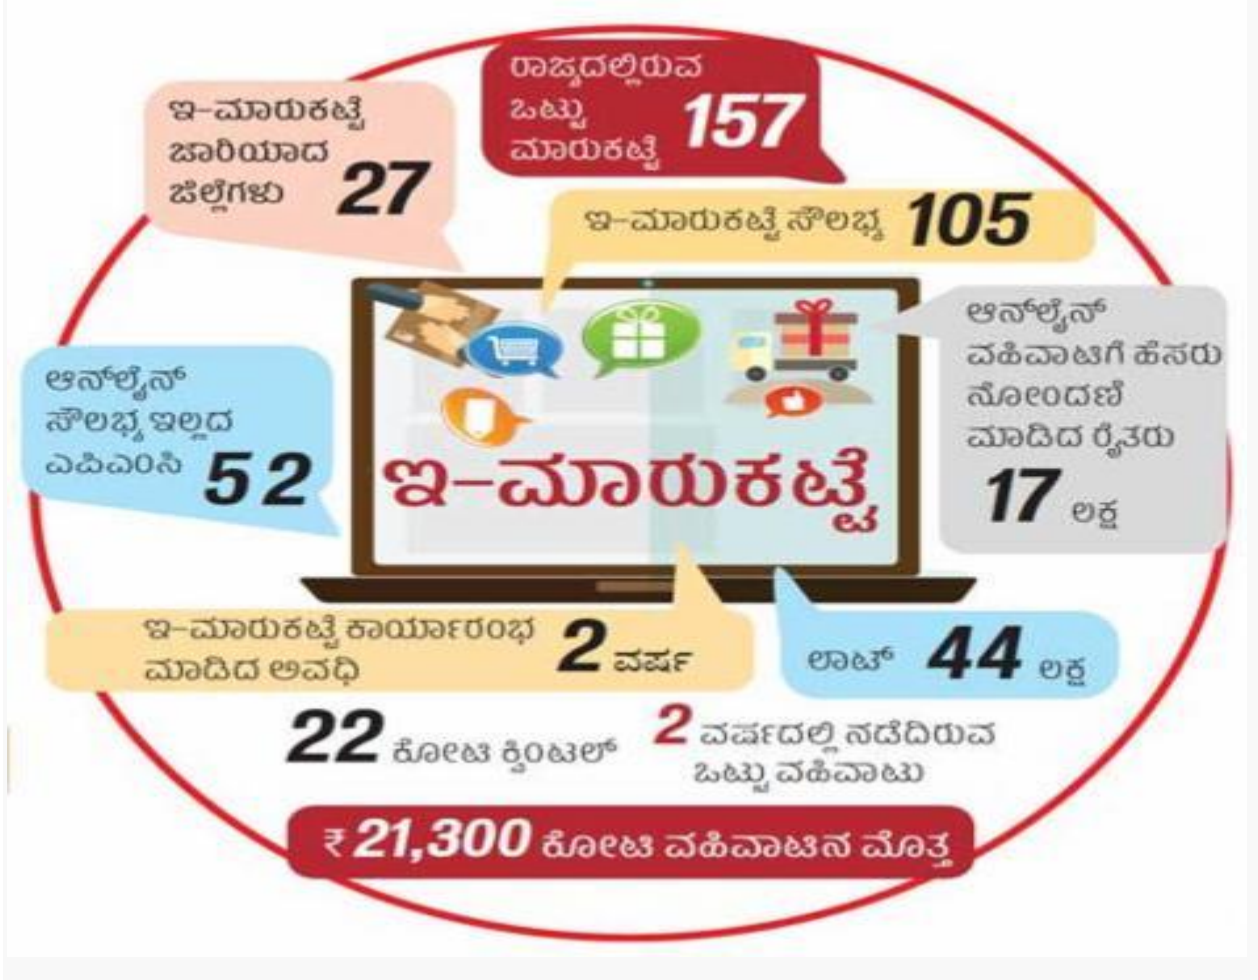 ರಾಜ್ಯದಲ್ಲಿರುವ
ಒಟ್ಟು
ಮಾರುಕಟ್ಟೆ 157
ಇ-ಮಾರುಕಟ್ಟೆ
ಜಾರಿಯಾದ
ಜಿಲ್ಲೆಗಳು 27
ಇ-ಮಾರುಕಟ್ಟೆ ಸೌಲಭ್ಯ 105
ಆನ್‌ಲೈನ್
ವಹಿವಾಟಿಗೆ ಹೆಸರು
ನೋಂದಣಿ
ಮಾಡಿದ ರೈತರು
17 ಲಕ್ಷ
ಆನ್‌ಲೈನ್
ಸೌಲಭ್ಯ ಇಲ್ಲದ
ಎಪಿಎಂಸಿ 52
ಇ-ಮಾರುಕಟ್ಟೆ
ಇ-ಮಾರುಕಟ್ಟೆ ಕಾರ್ಯಾರಂಭ
ಮಾಡಿದ ಅವಧಿ 2 ವರ್ಷ
ಲಾಟ್ 44 ಲಕ್ಷ
22 ಕೋಟಿ ಕ್ವಿಂಟಲ್
2 ವರ್ಷದಲ್ಲಿ ನಡೆದಿರುವ
ಒಟ್ಟು ವಹಿವಾಟು
₹ 21,300 ಕೋಟಿ ವಹಿವಾಟಿನ ಮೊತ್ತ